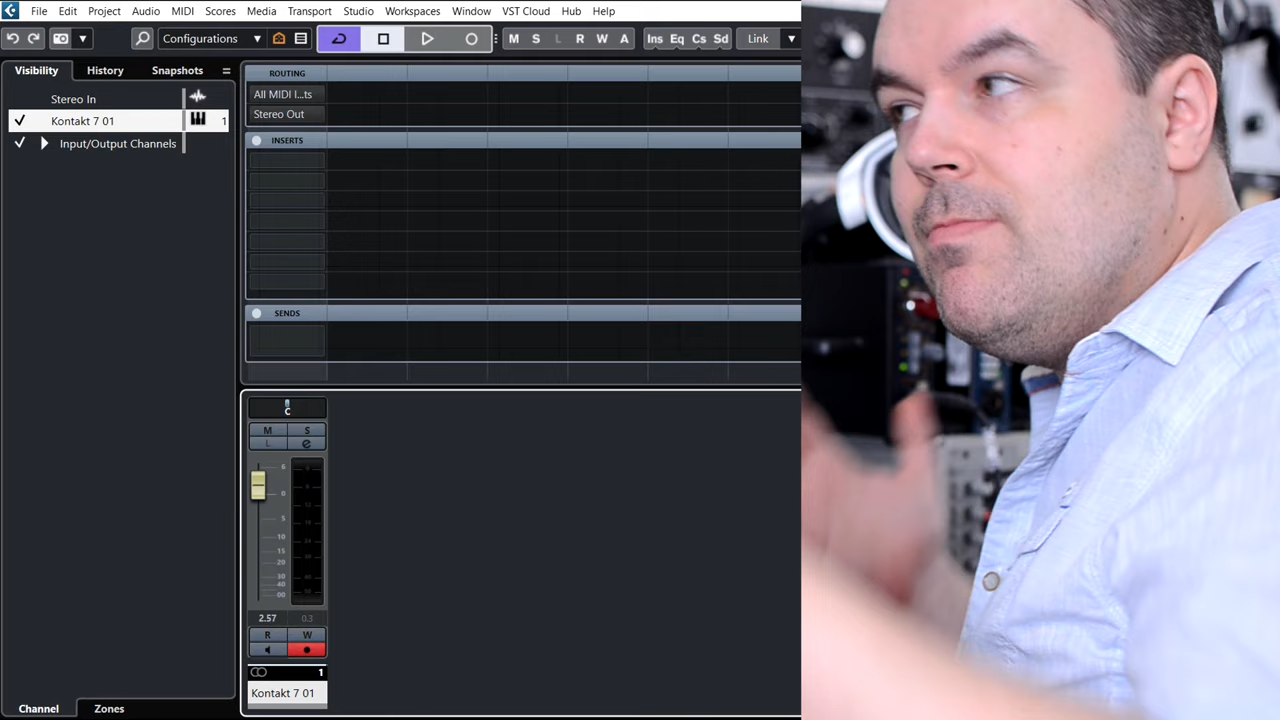 File Edit Project Audio MIDI Scores Media Transport Studio Workspaces Window VST Cloud Hub Help
Configurations M S L R W A Ins Eq Cs Sd Link
Visibility History Snapshots
Stereo In
Kontakt 7 01 1
Input/Output Channels
ROUTING
All MIDI I...ts
Stereo Out
INSERTS
SENDS
C
M S
L e
6
0
5
10
15
20
30
40
00
2.57 0.3
R W
1
Kontakt 7 01
Channel Zones